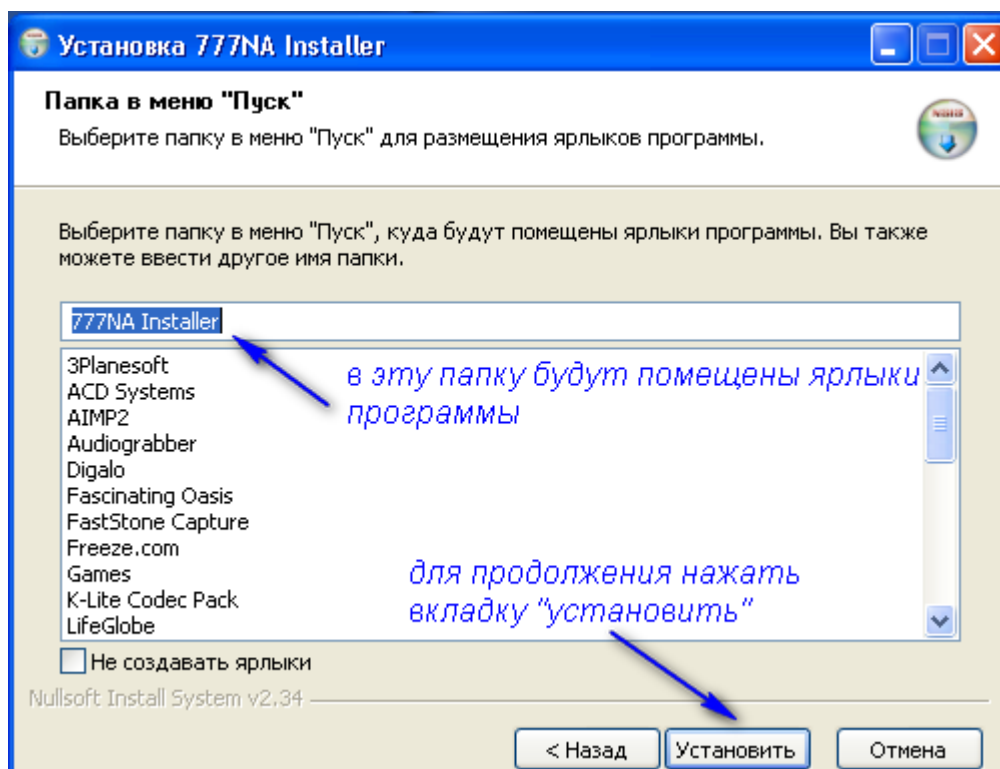 Установка 777NA Installer
Папка в меню "Пуск"
Выберите папку в меню "Пуск" для размещения ярлыков программы.
Выберите папку в меню "Пуск", куда будут помещены ярлыки программы. Вы также
можете ввести другое имя папки.
777NA Installer
3Planesoft
ACD Systems
AIMP2
Audiograbber
Digalo
Fascinating Oasis
FastStone Capture
Freeze.com
Games
K-Lite Codec Pack
LifeGlobe
в эту папку будут помещены ярлыки
программы
для продолжения нажать
вкладку "установить"
Не создавать ярлыки
Nullsoft Install System v2.34
< Назад
Установить
Отмена